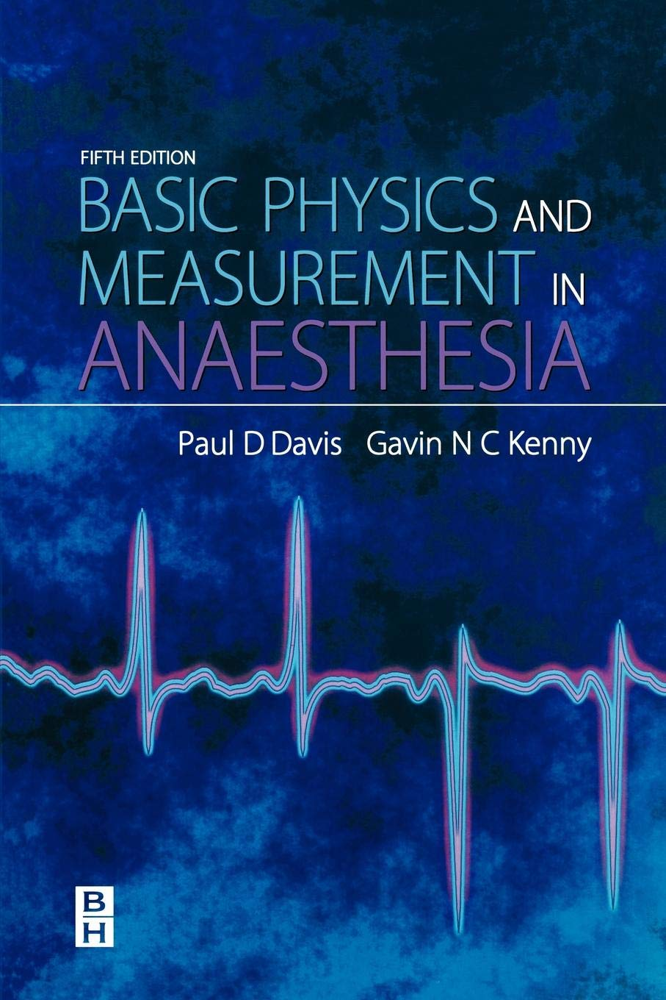 FIFTH EDITION
BASIC PHYSICS AND
MEASUREMENT IN
ANAESTHESIA
Paul D Davis Gavin N C Kenny
B
H